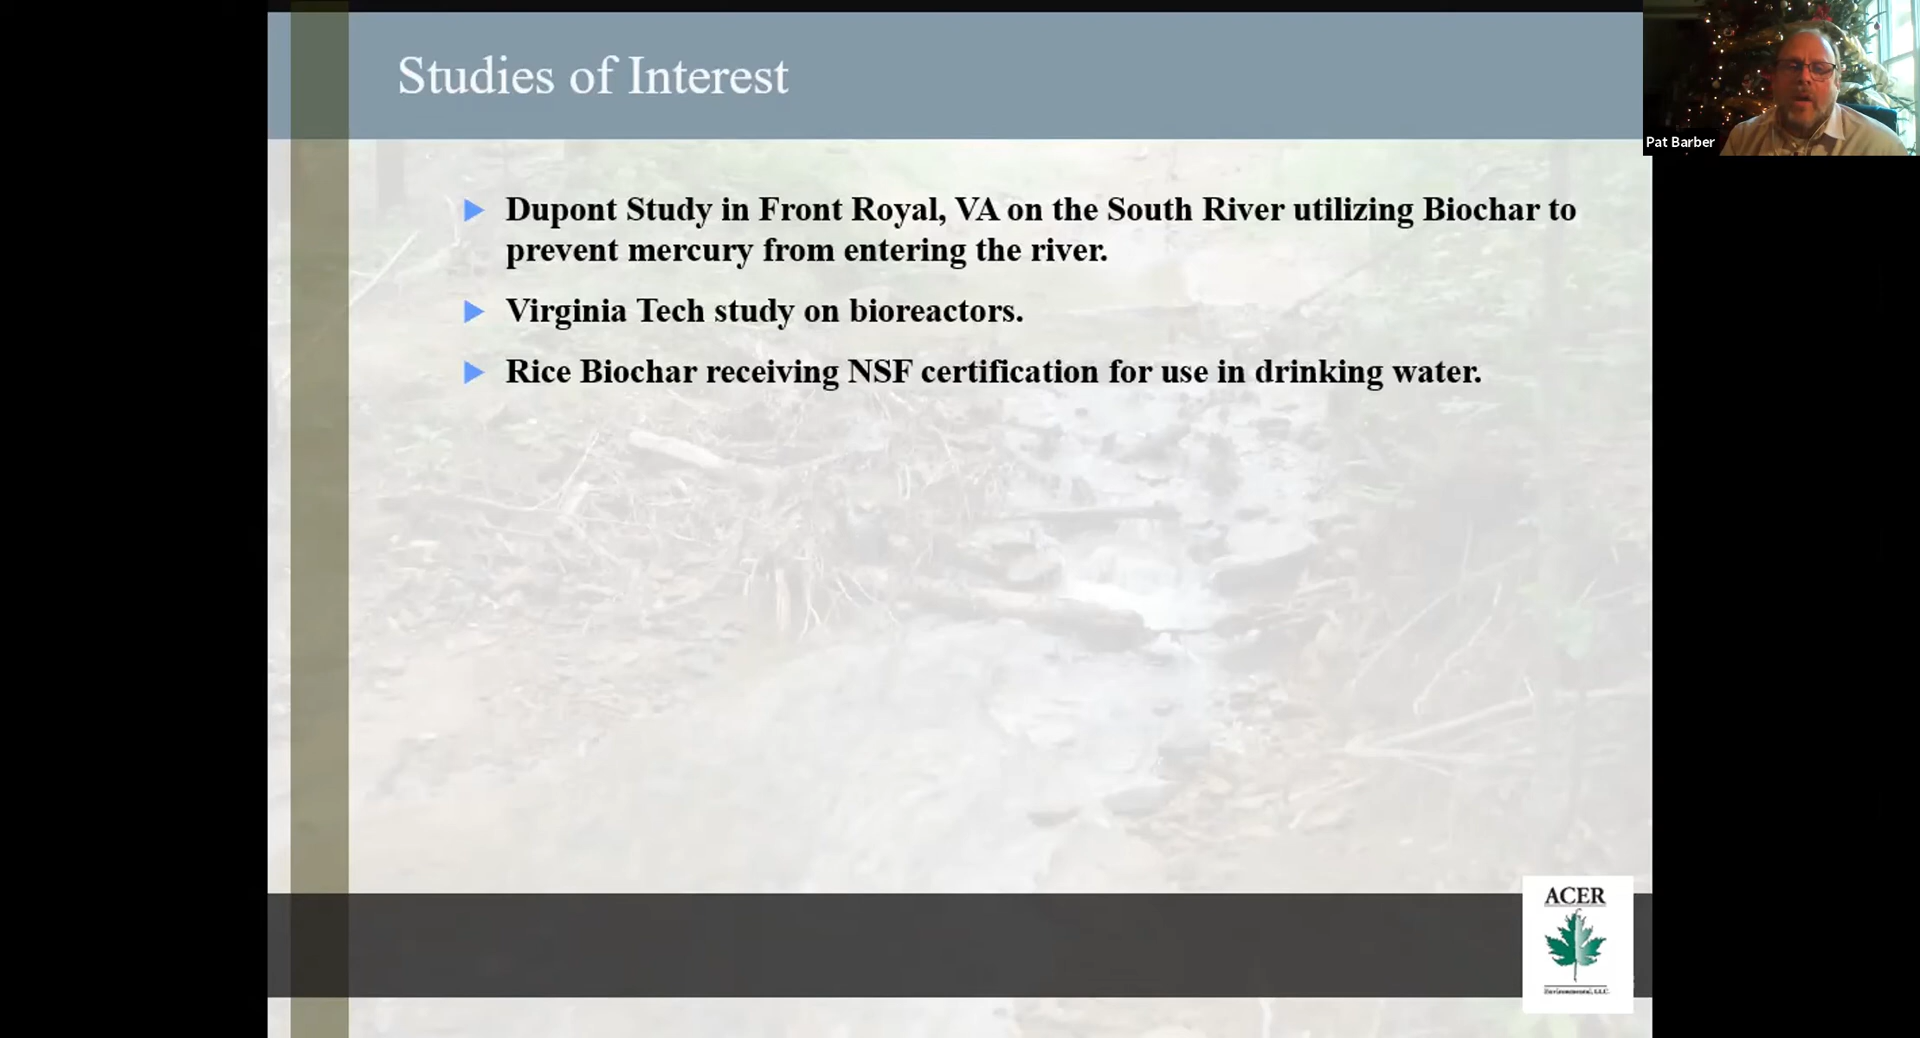 Studies of Interest
Pat Barber
Dupont Study in Front Royal, VA on the South River utilizing Biochar to
prevent mercury from entering the river.
Virginia Tech study on bioreactors.
Rice Biochar receiving NSF certification for use in drinking water.
ACER
Environmental, LLC.